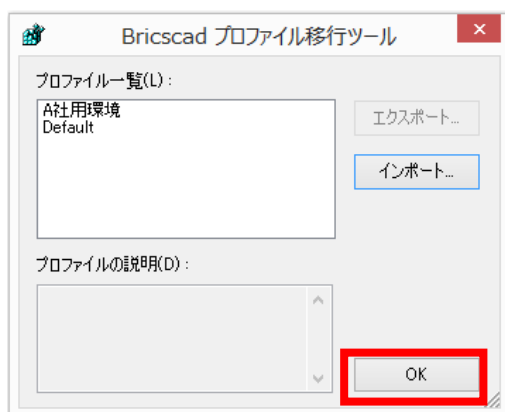 Bricscad プロファイル移行ツール
プロファイル一覧(L) :
A社用環境
Default
エクスポート...
インポート...
プロファイルの説明(D) :
OK